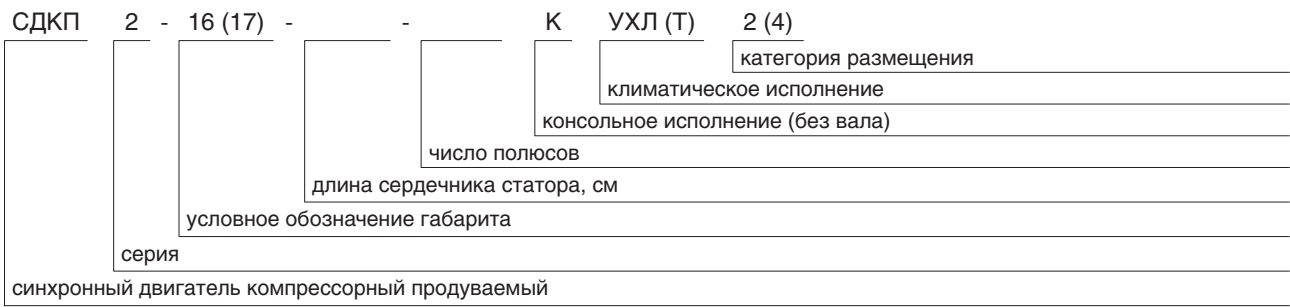 СДКП 2 - 16 (17) - - К УХЛ (Т) 2 (4)
категория размещения
климатическое исполнение
консольное исполнение (без вала)
число полюсов
длина сердечника статора, см
условное обозначение габарита
серия
синхронный двигатель компрессорный продуваемый